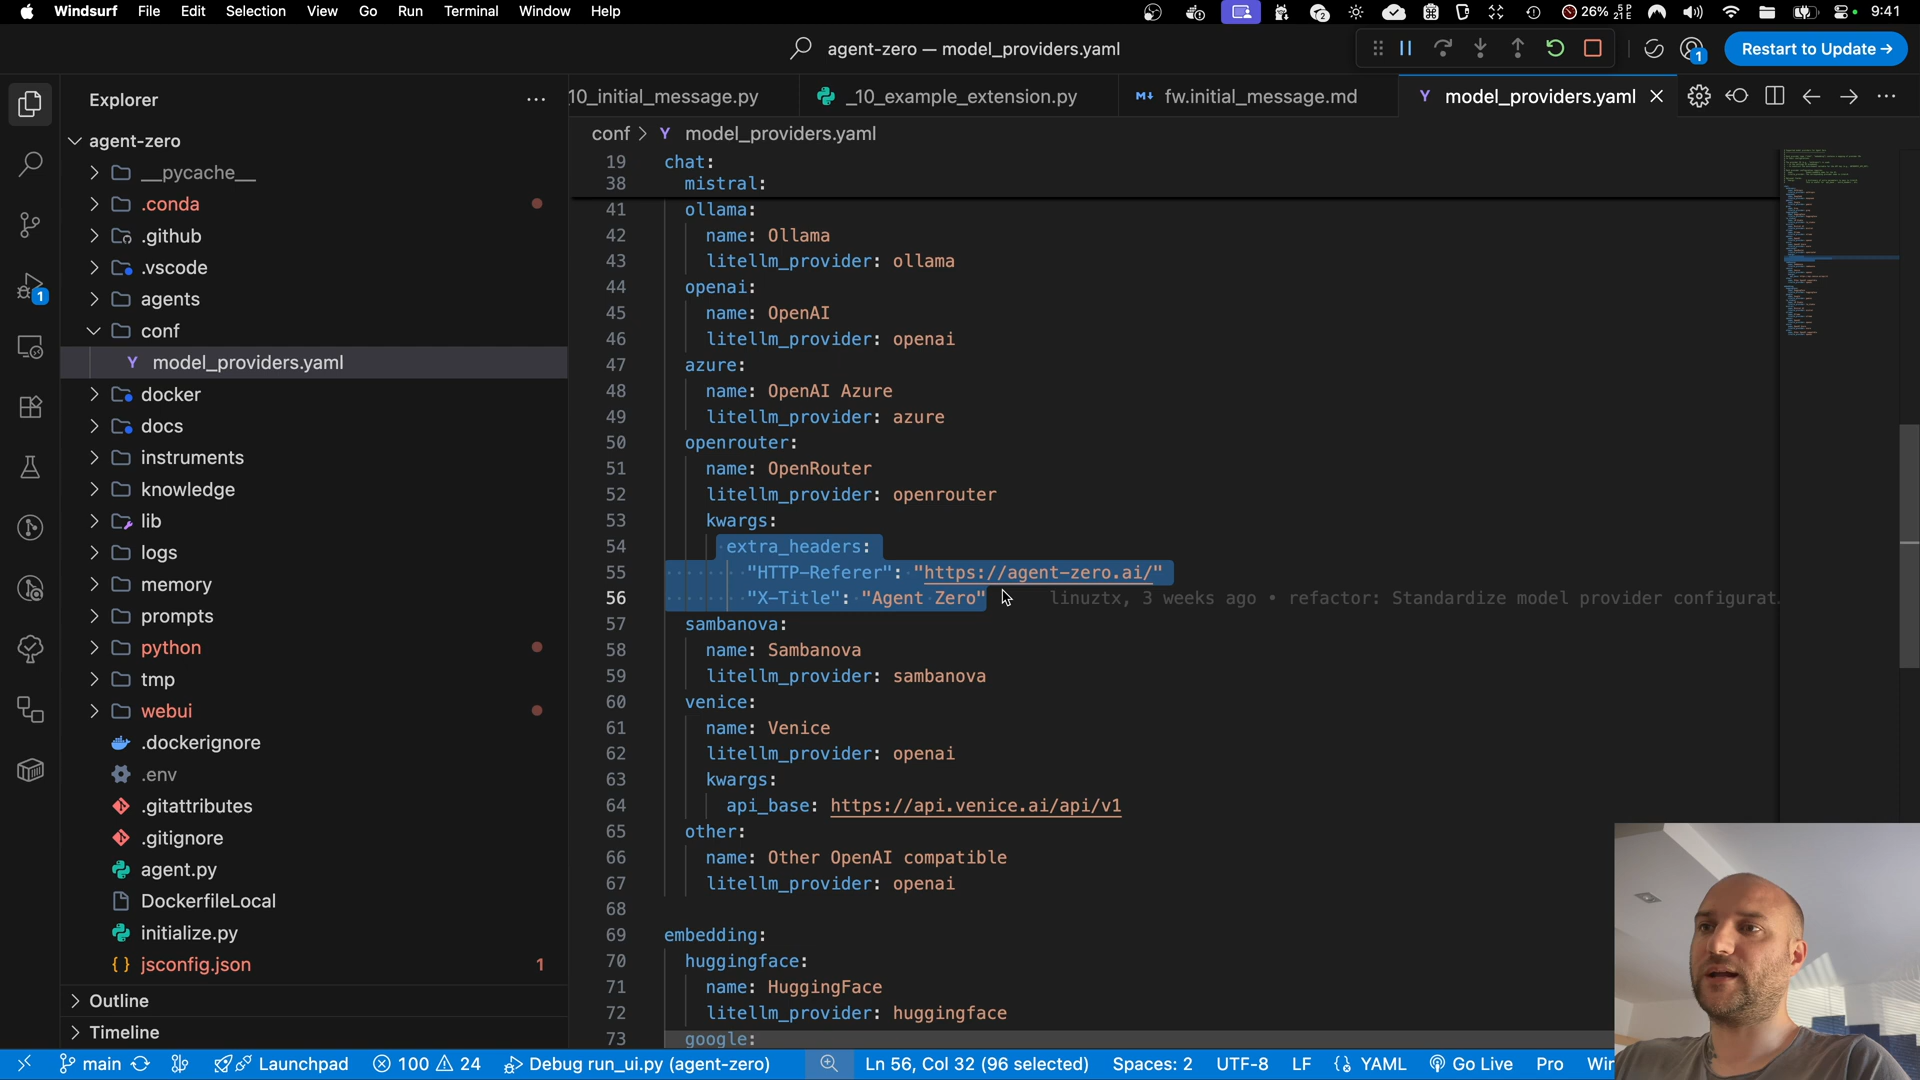 Windsurf File Edit Selection View Go Run Terminal Window Help
2 26% 5 P 21 E 9:41
agent-zero — model_providers.yaml
1 Restart to Update →
Explorer ···
10_initial_message.py _10_example_extension.py fw.initial_message.md Y model_providers.yaml
conf > Y model_providers.yaml
agent-zero
__pycache__
.conda
.github
.vscode
1
agents
conf
Y model_providers.yaml
docker
docs
instruments
knowledge
lib
logs
memory
prompts
python
tmp
webui
.dockerignore
.env
.gitattributes
.gitignore
agent.py
DockerfileLocal
initialize.py
{} jsconfig.json 1
Outline
Timeline
19 chat:
38 mistral:
41 ollama:
42 name: Ollama
43 litellm_provider: ollama
44 openai:
45 name: OpenAI
46 litellm_provider: openai
47 azure:
48 name: OpenAI Azure
49 litellm_provider: azure
50 openrouter:
51 name: OpenRouter
52 litellm_provider: openrouter
53 kwargs:
54 extra_headers:
55 "HTTP-Referer": "https://agent-zero.ai/"
56 "X-Title": "Agent Zero" linuztx, 3 weeks ago • refactor: Standardize model provider configurat.
57 sambanova:
58 name: Sambanova
59 litellm_provider: sambanova
60 venice:
61 name: Venice
62 litellm_provider: openai
63 kwargs:
64 api_base: https://api.venice.ai/api/v1
65 other:
66 name: Other OpenAI compatible
67 litellm_provider: openai
68
69 embedding:
70 huggingface:
71 name: HuggingFace
72 litellm_provider: huggingface
73 google:
main Launchpad 100 24 Debug run_ui.py (agent-zero) Ln 56, Col 32 (96 selected) Spaces: 2 UTF-8 LF {} YAML Go Live Pro